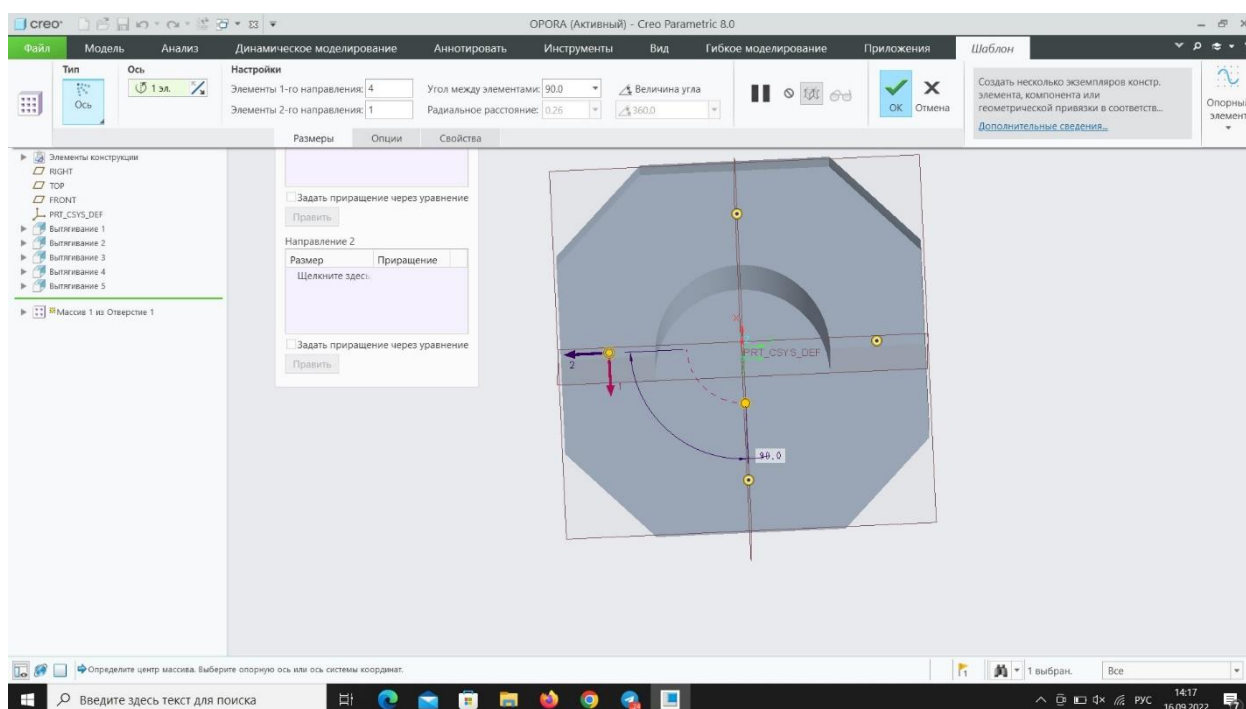 creo OPORA (Активный) - Creo Parametric 8.0
Файл Модель Анализ Динамическое моделирование Аннотировать Инструменты Вид Гибкое моделирование Приложения Шаблон
Тип Ось Настройки
Ось 1 эл. Элементы 1-го направления: 4 Угол между элементами: 90.0 Величина угла
Элементы 2-го направления: 1 Радиальное расстояние: 0.26 360.0
OK Отмена
Создать несколько экземпляров констр.
элемента, компонента или
геометрической привязки в соответств...
Дополнительные сведения...
Опорны
элемент
Размеры Опции Свойства
Элементы конструкции
RIGHT
TOP
FRONT
PRT_CSYS_DEF
Вытягивание 1
Вытягивание 2
Вытягивание 3
Вытягивание 4
Вытягивание 5
Массив 1 из Отверстие 1
Задать приращение через уравнение
Править
Направление 2
Размер Приращение
Щелкните здесь
Задать приращение через уравнение
Править
X
PRT_CSYS_DEF
2
1
90.0
Определите центр массива. Выберите опорную ось или ось системы координат.
1 1 выбран. Все
Введите здесь текст для поиска
РУС 14:17
16.09.2022
7